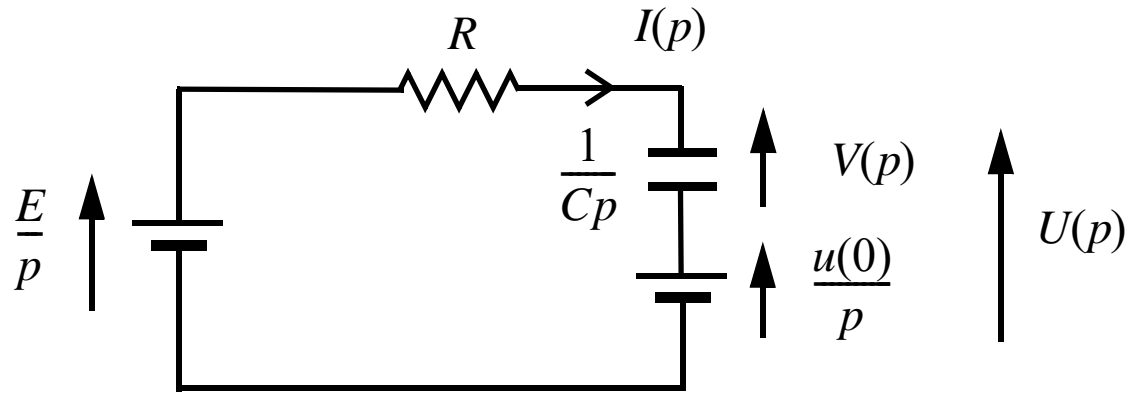 R
I(p)
E/p
1/Cp
V(p)
u(0)/p
U(p)